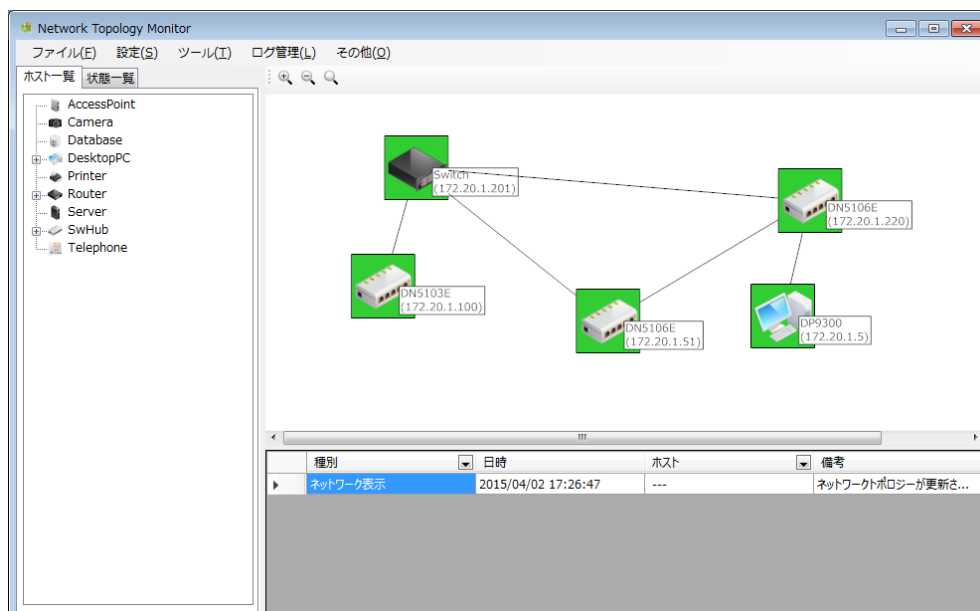 Network Topology Monitor
ファイル(F) 設定(S) ツール(T) ログ管理(L) その他(O)
ホスト一覧 状態一覧
AccessPoint
Camera
Database
DesktopPC
Printer
Router
Server
SwHub
Telephone
Switch
(172.20.1.201)
DN5106E
(172.20.1.220)
DN5103E
(172.20.1.100)
DN5106E
(172.20.1.51)
DP9300
(172.20.1.5)
種別 日時 ホスト 備考
ネットワーク表示 2015/04/02 17:26:47 --- ネットワークトポロジーが更新さ...